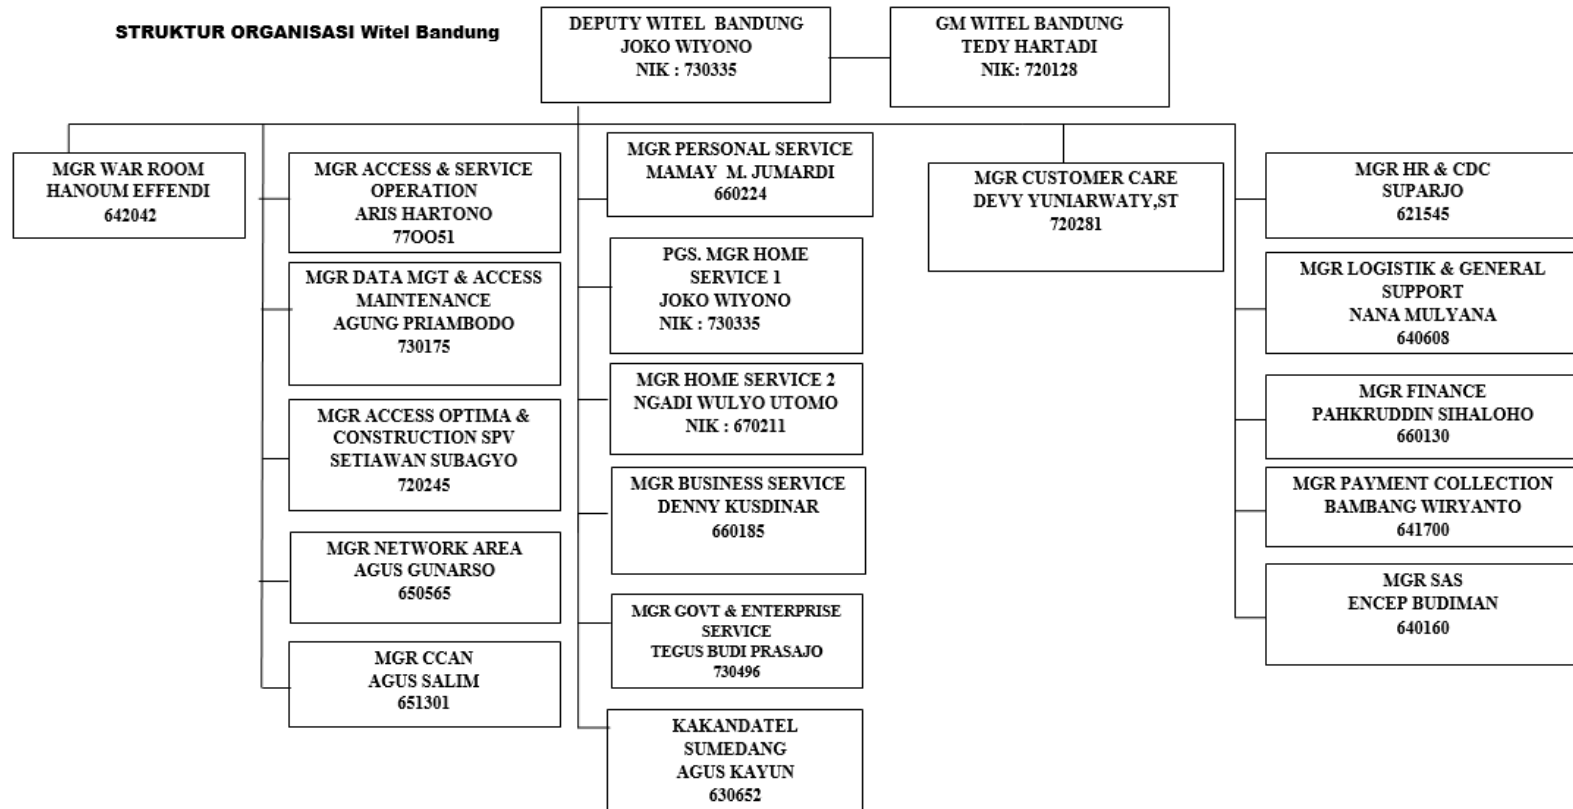 STRUKTUR ORGANISASI Witel Bandung
DEPUTY WITEL BANDUNG
JOKO WIYONO
NIK : 730335
GM WITEL BANDUNG
TEDY HARTADI
NIK: 720128
MGR WAR ROOM
HANOUM EFFENDI
642042
MGR ACCESS & SERVICE
OPERATION
ARIS HARTONO
77OO51
MGR DATA MGT & ACCESS
MAINTENANCE
AGUNG PRIAMBODO
730175
MGR ACCESS OPTIMA &
CONSTRUCTION SPV
SETIAWAN SUBAGYO
720245
MGR NETWORK AREA
AGUS GUNARSO
650565
MGR CCAN
AGUS SALIM
651301
MGR PERSONAL SERVICE
MAMAY M. JUMARDI
660224
PGS. MGR HOME
SERVICE 1
JOKO WIYONO
NIK : 730335
MGR HOME SERVICE 2
NGADI WULYO UTOMO
NIK : 670211
MGR BUSINESS SERVICE
DENNY KUSDINAR
660185
MGR GOVT & ENTERPRISE
SERVICE
TEGUS BUDI PRASAJO
730496
KAKANDATEL
SUMEDANG
AGUS KAYUN
630652
MGR CUSTOMER CARE
DEVY YUNIARWATY,ST
720281
MGR HR & CDC
SUPARJO
621545
MGR LOGISTIK & GENERAL
SUPPORT
NANA MULYANA
640608
MGR FINANCE
PAHKRUDDIN SIHALOHO
660130
MGR PAYMENT COLLECTION
BAMBANG WIRYANTO
641700
MGR SAS
ENCEP BUDIMAN
640160